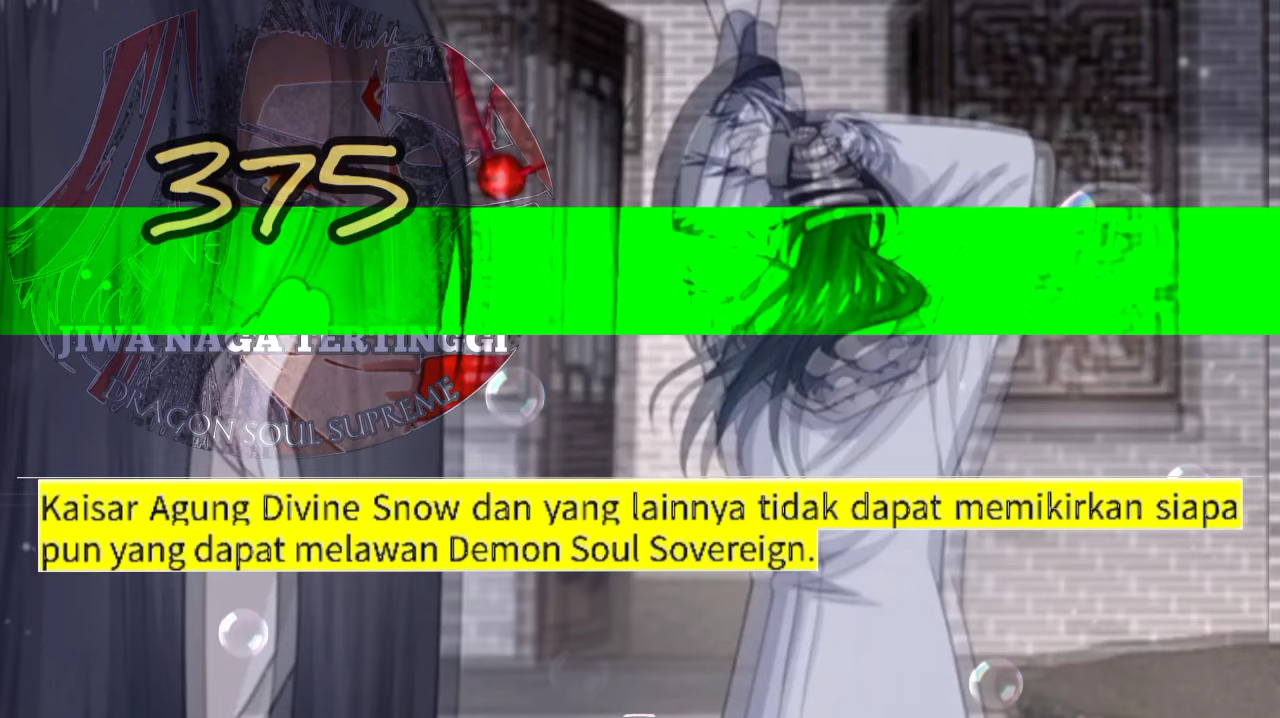 375
JIWA NAGA TERTINGGI
DRAGON SOUL SUPREME
Kaisar Agung Divine Snow dan yang lainnya tidak dapat memikirkan siapa
pun yang dapat melawan Demon Soul Sovereign.